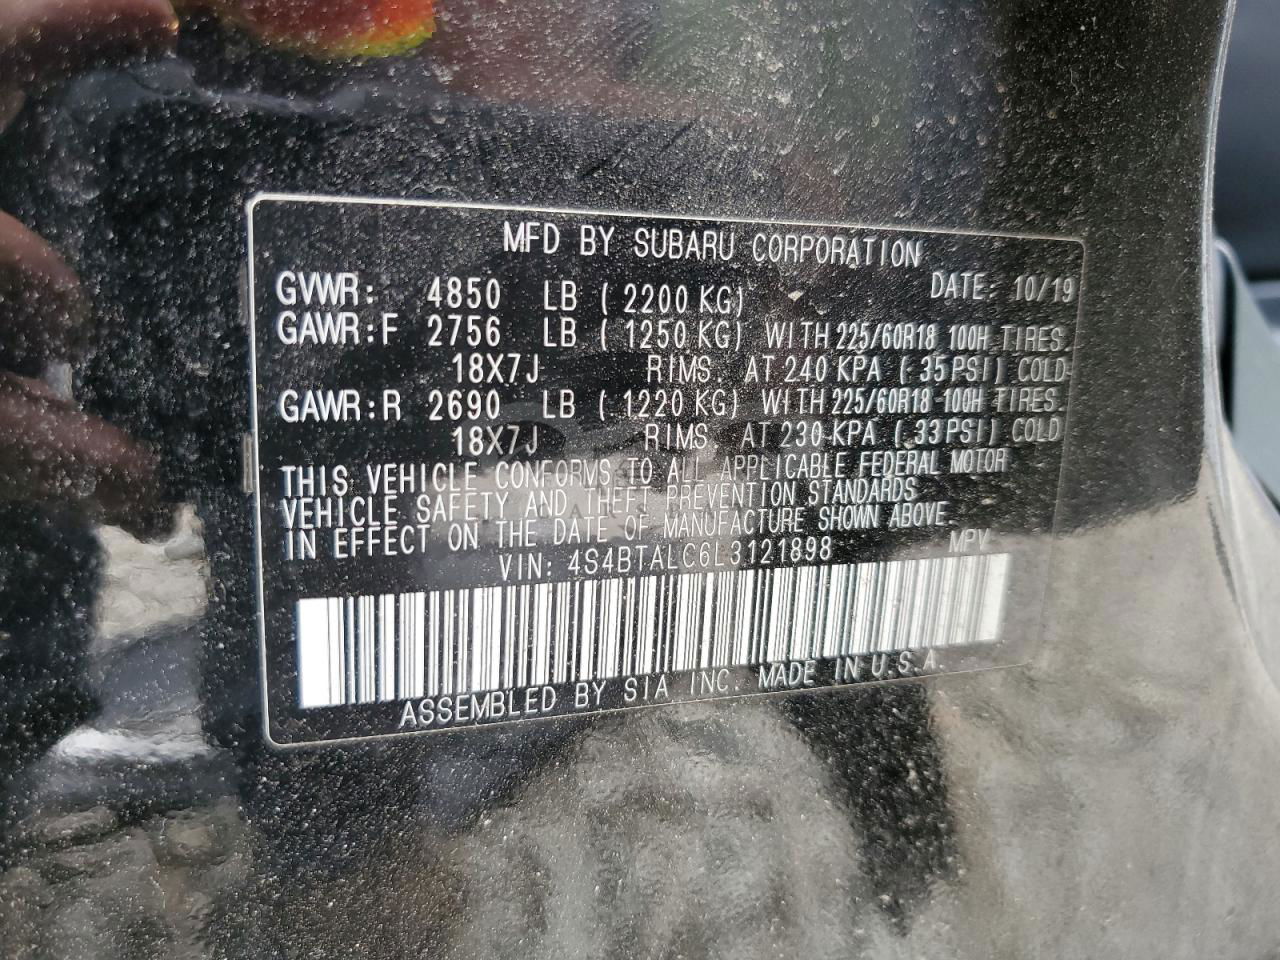 MFD BY SUBARU CORPORATION
DATE: 10/19
GVWR: 4850 LB (2200 KG)
GAWR:F 2756 LB (1250 KG) WITH 225/60R18 100H TIRES.
18X7J RIMS. AT 240 KPA (35PSI) COLD
GAWR:R 2690 LB (1220 KG) WITH 225/60R18 100H TIRES.
18X7J RIMS. AT 230 KPA (33PSI) COLD
THIS VEHICLE CONFORMS TO ALL APPLICABLE FEDERAL MOTOR
VEHICLE SAFETY AND THEFT PREVENTION STANDARDS
IN EFFECT ON THE DATE OF MANUFACTURE SHOWN ABOVE.
VIN: 4S4BTALC6L3121898 MPV
ASSEMBLED BY SIA INC. MADE IN U.S.A.